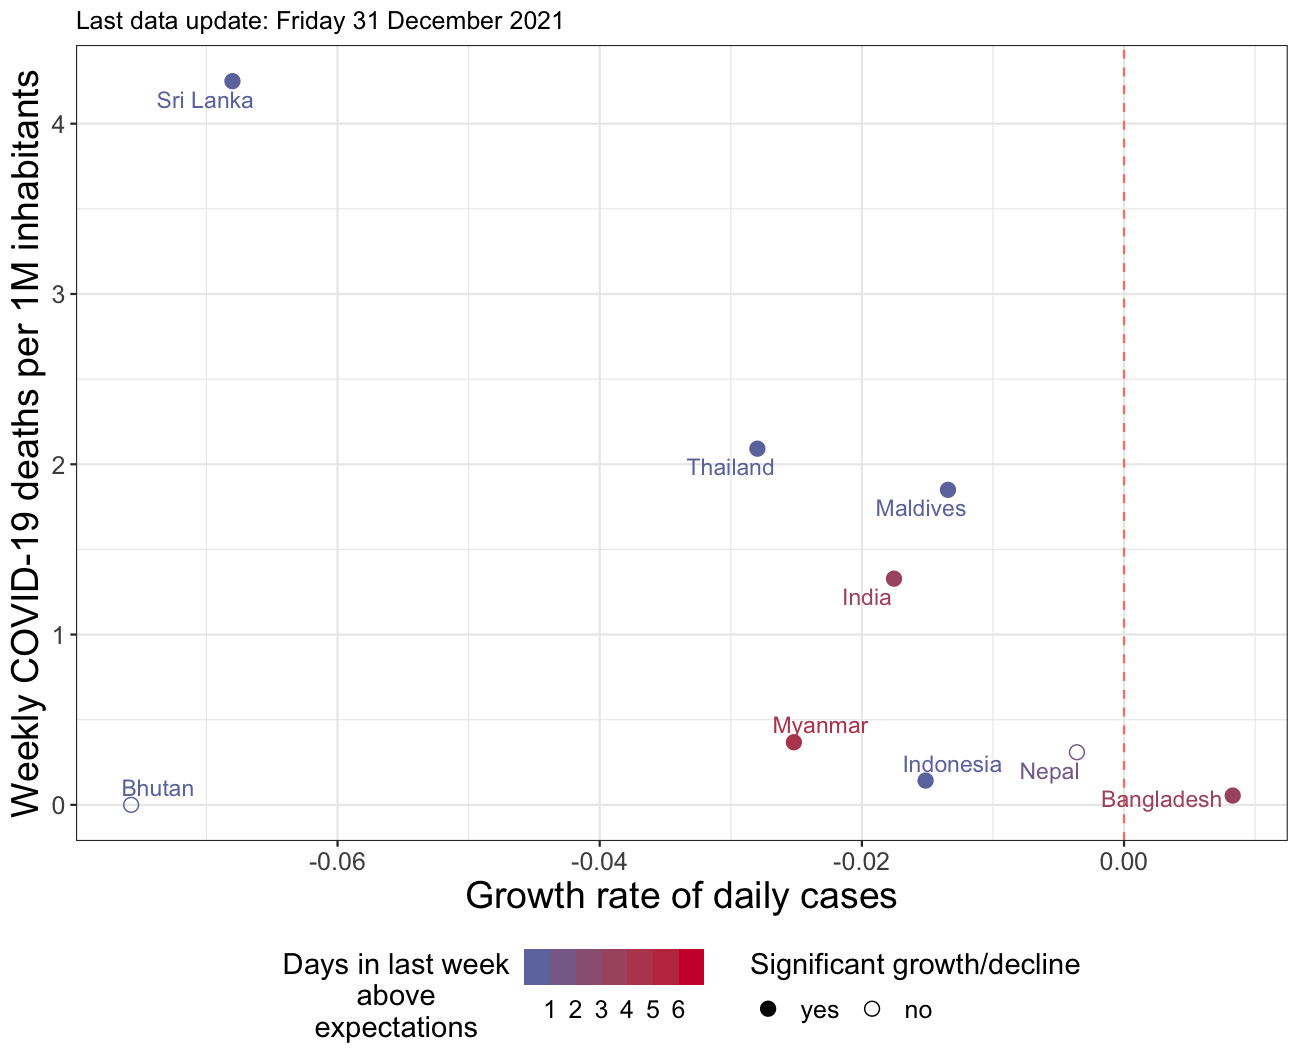 Last data update: Friday 31 December 2021
Weekly COVID-19 deaths per 1M inhabitants
4
3
2
1
0
Sri Lanka
Thailand
Maldives
India
Myanmar
Indonesia
Nepal
Bhutan
Bangladesh
-0.06 -0.04 -0.02 0.00
Growth rate of daily cases
Days in last week
above
expectations
1 2 3 4 5 6
Significant growth/decline
yes no